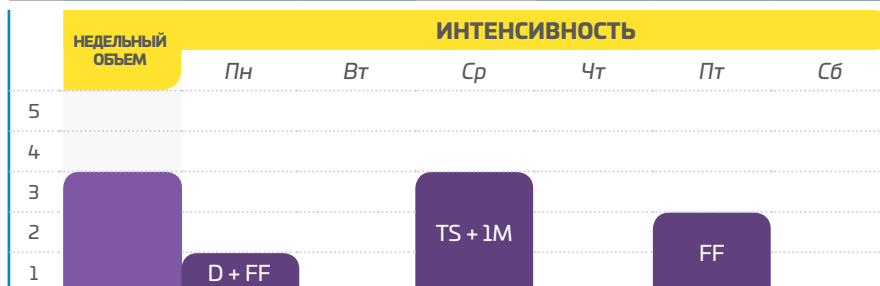 НЕДЕЛЬНЫЙ
ОБЪЕМ
ИНТЕНСИВНОСТЬ
Пн Вт Ср Чт Пт Сб
5
4
3
2 TS + 1M
FF
1 D + FF